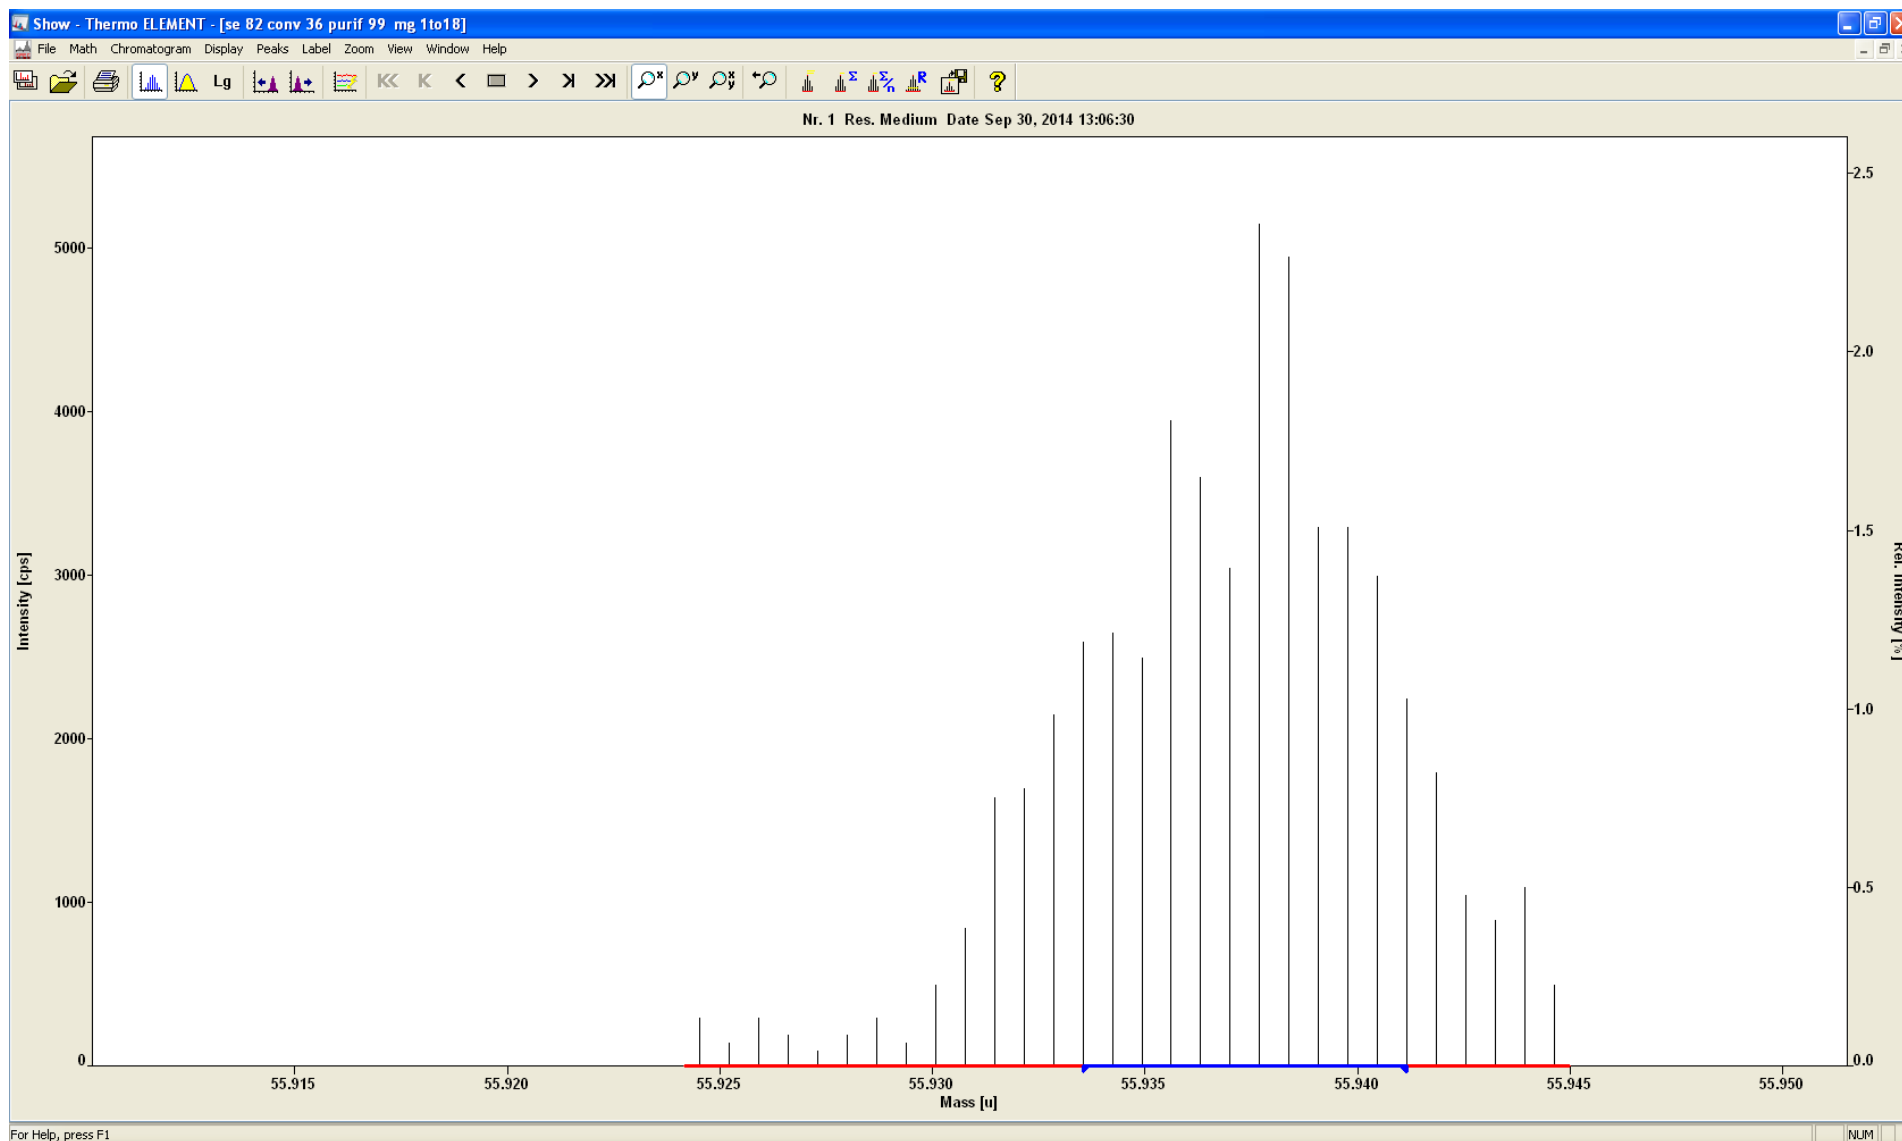 Show - Thermo ELEMENT - [se 82 conv 36 purif 99  mg 1to18]
File Math Chromatogram Display Peaks Label Zoom View Window Help
Lg
Nr. 1  Res. Medium  Date Sep 30, 2014 13:06:30
Intensity [cps]
5000
4000
3000
2000
1000
0
2.5
2.0
1.5
1.0
0.5
0.0
Rel. Intensity [%]
55.915 55.920 55.925 55.930 55.935 55.940 55.945 55.950
Mass [u]
For Help, press F1 NUM